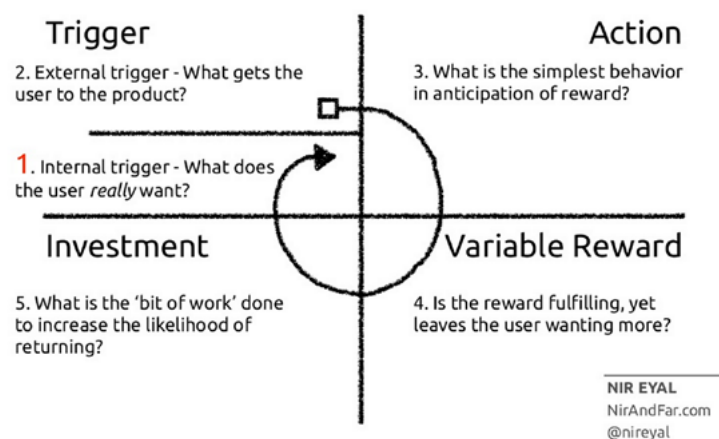 Trigger
2. External trigger - What gets the
user to the product?
1. Internal trigger - What does
the user really want?
Action
3. What is the simplest behavior
in anticipation of reward?
Investment
5. What is the ‘bit of work’ done
to increase the likelihood of
returning?
Variable Reward
4. Is the reward fulfilling, yet
leaves the user wanting more?
NIR EYAL
NirAndFar.com
@nireyal